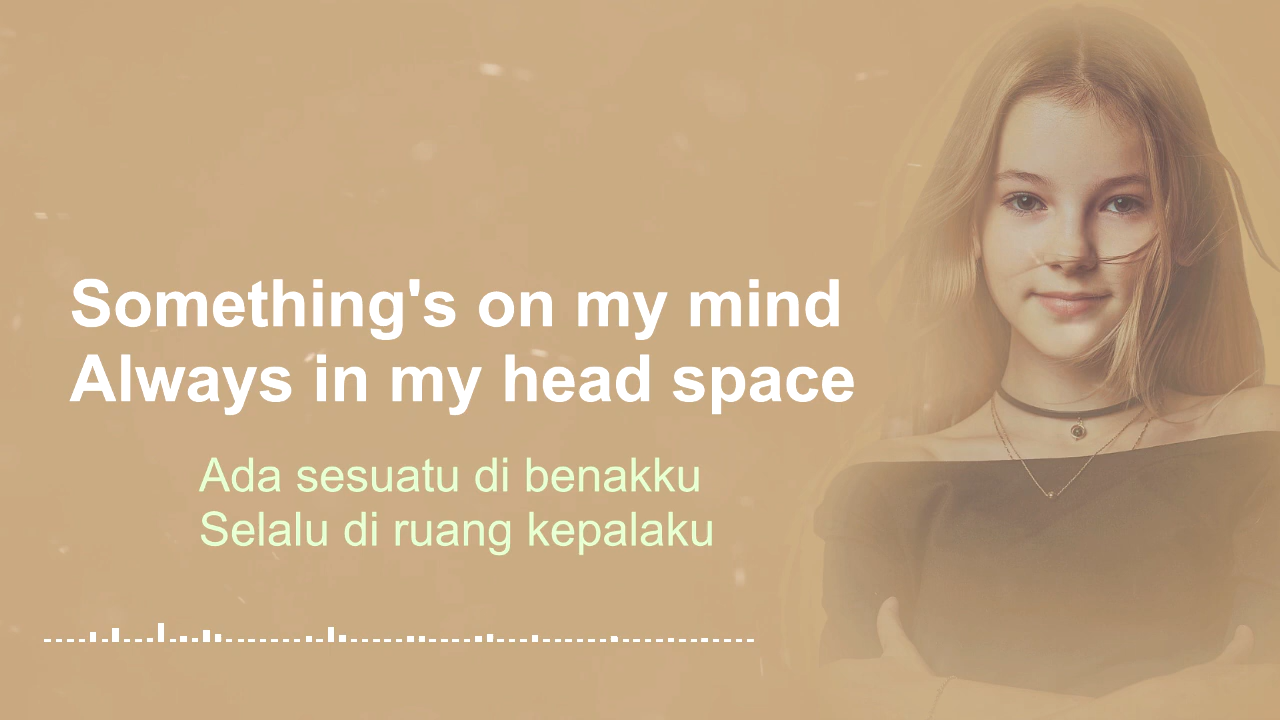 Something's on my mind
Always in my head space
Ada sesuatu di benakku
Selalu di ruang kepalaku